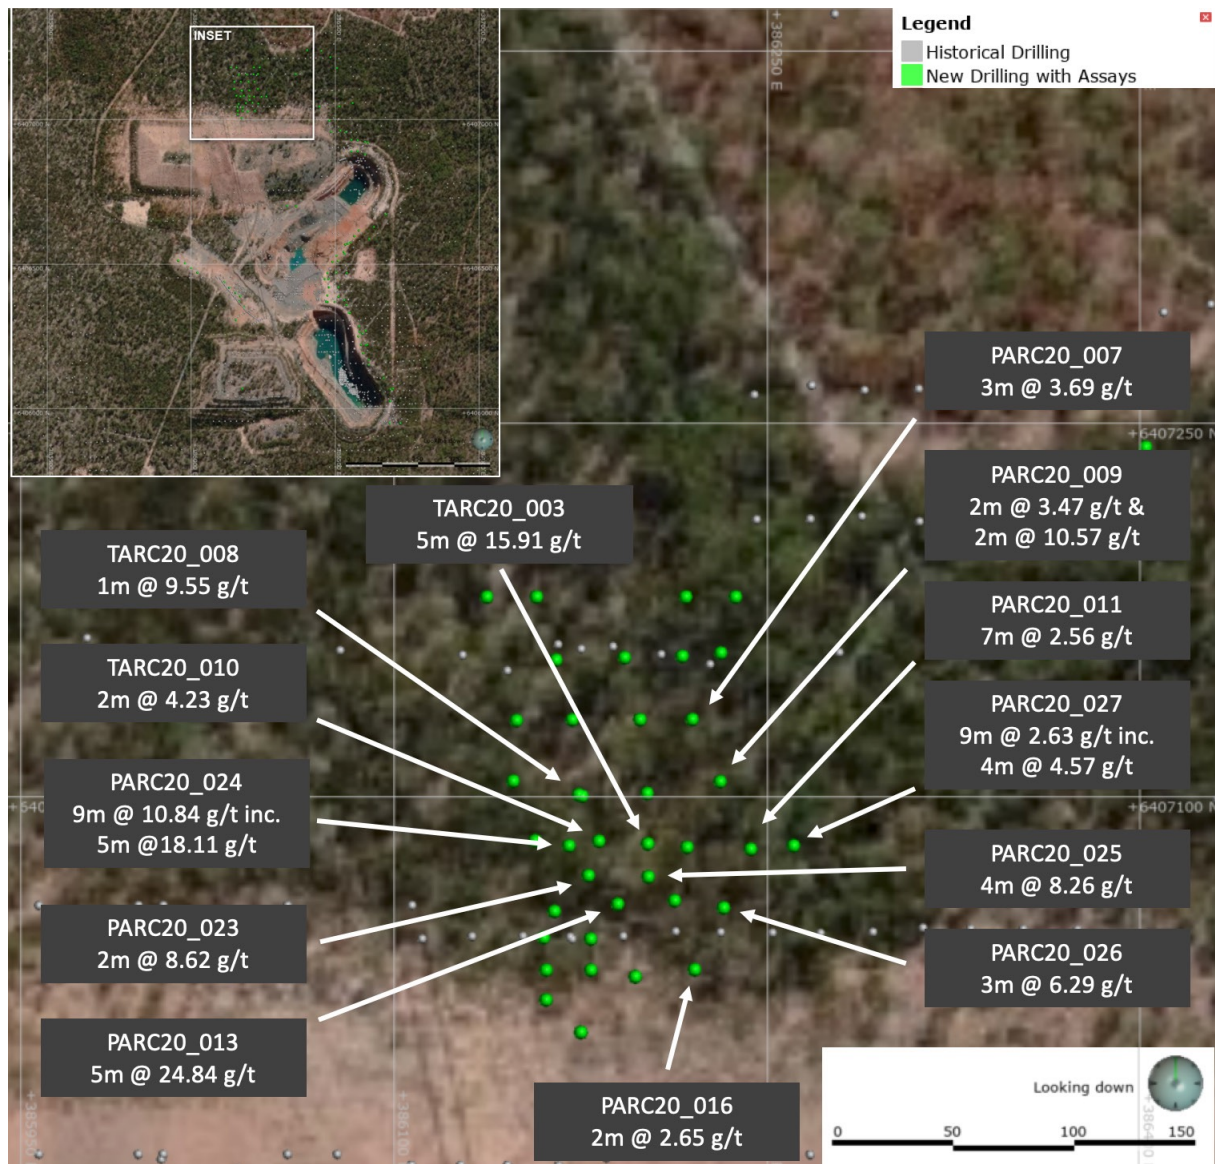 INSET
Legend
Historical Drilling
New Drilling with Assays
+386250 E
PARC20_007
3m @ 3.69 g/t
+6407250 N
TARC20_003
5m @ 15.91 g/t
PARC20_009
2m @ 3.47 g/t &
2m @ 10.57 g/t
TARC20_008
1m @ 9.55 g/t
PARC20_011
7m @ 2.56 g/t
TARC20_010
2m @ 4.23 g/t
PARC20_027
9m @ 2.63 g/t inc.
4m @ 4.57 g/t
PARC20_024
9m @ 10.84 g/t inc.
5m @18.11 g/t
+6407100 N
PARC20_025
4m @ 8.26 g/t
PARC20_023
2m @ 8.62 g/t
PARC20_026
3m @ 6.29 g/t
PARC20_013
5m @ 24.84 g/t
PARC20_016
2m @ 2.65 g/t
+386100
Looking down
0 50 100 150